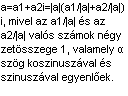 a=a1+a2i=|a|(a1/|a|+a2/|a|)
i, mivel az a1/|a| és az
a2/|a| valós számok négy
zetösszege 1, valamely α
szög koszinuszával és
szinuszával egyenlőek.